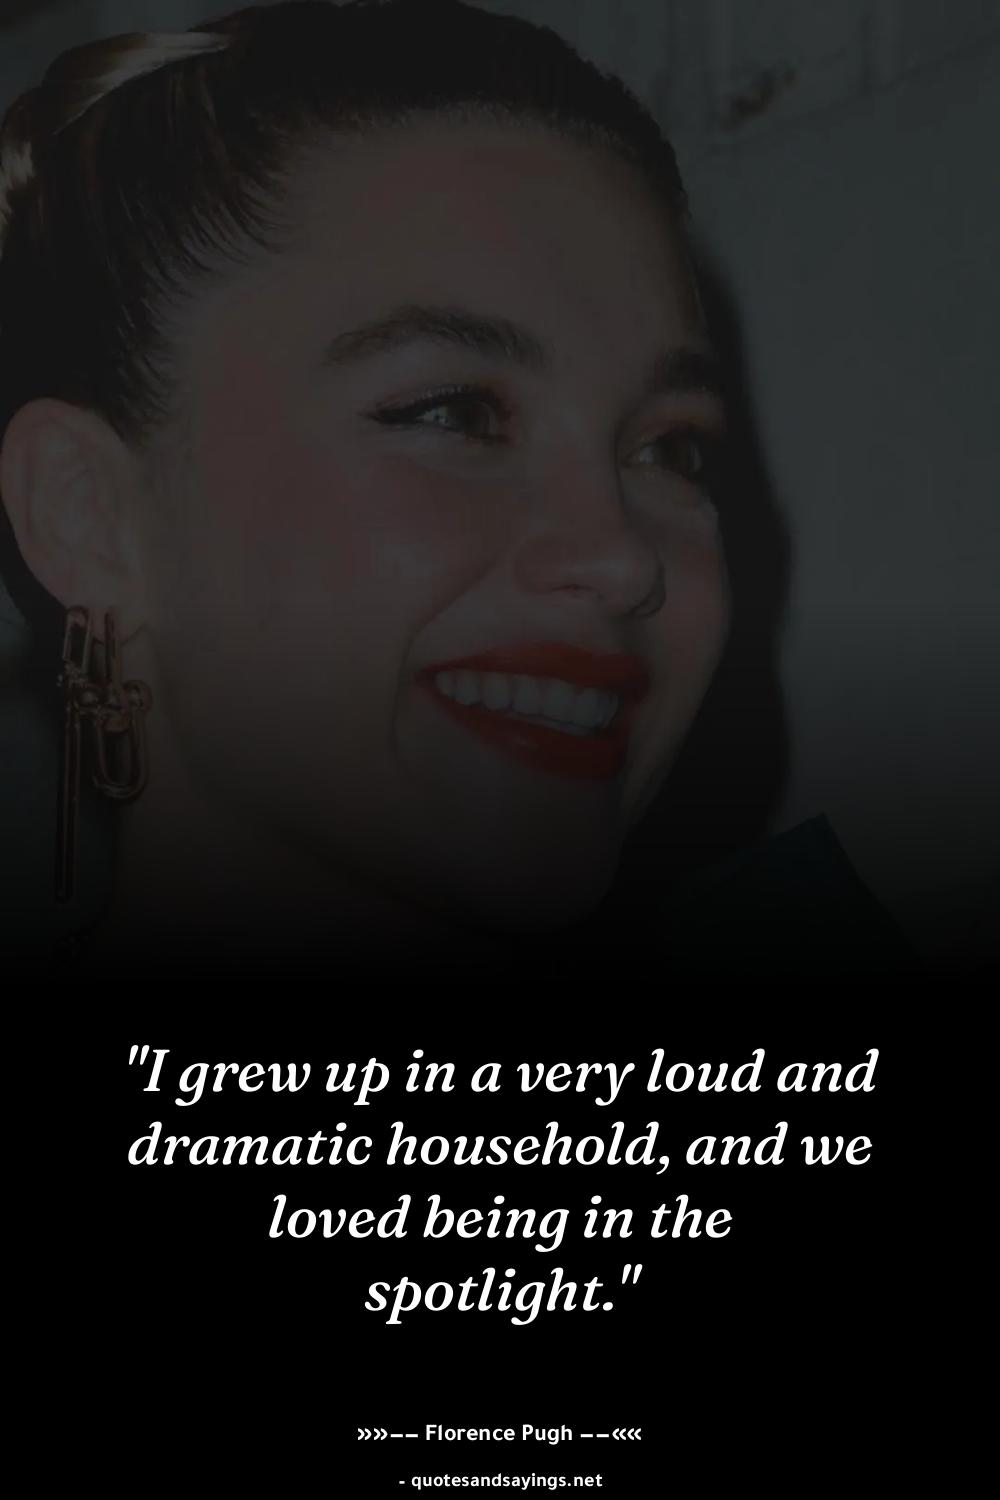 "I grew up in a very loud and
dramatic household, and we
loved being in the
spotlight."
»»–– Florence Pugh ––««
- quotesandsayings.net